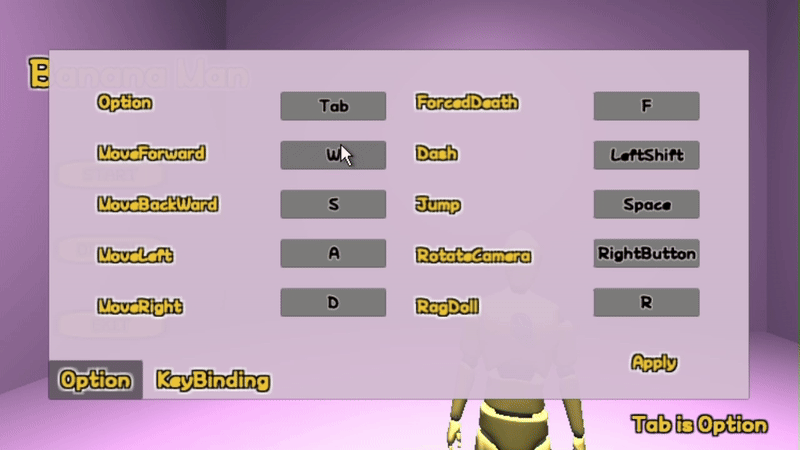 Banana Man
Option Tab ForcedDeath F
MoveForward W Dash LeftShift
MoveBackWard S Jump Space
MoveLeft A RotateCamera RightButton
MoveRight D RagDoll R
Apply
Option KeyBinding
Tab is Option